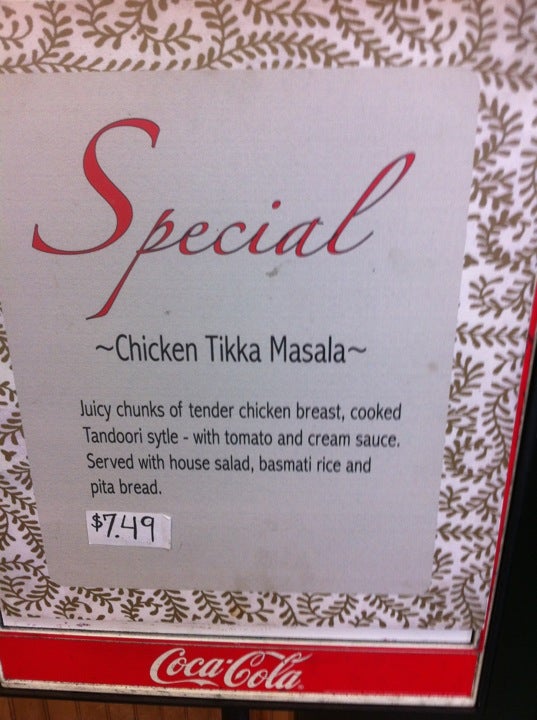 Special
~Chicken Tikka Masala~
Juicy chunks of tender chicken breast, cooked
Tandoori sytle - with tomato and cream sauce.
Served with house salad, basmati rice and
pita bread.
$7.49
Coca-Cola